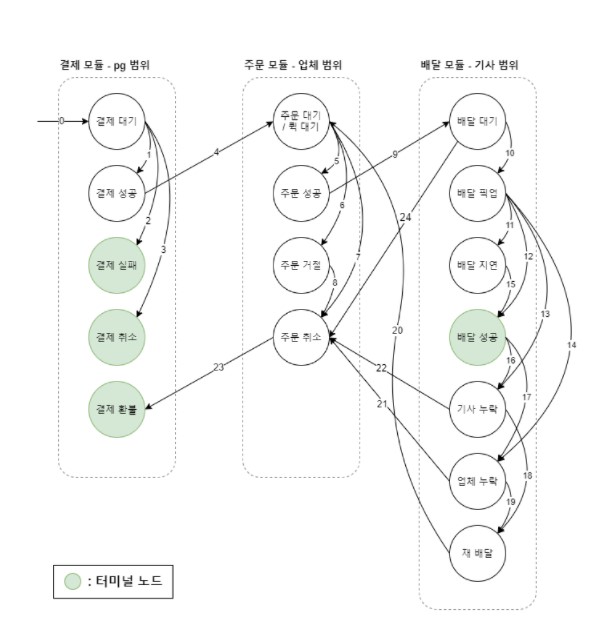 결제 모듈 - pg 범위
주문 모듈 - 업체 범위
배달 모듈 - 기사 범위
0
결제 대기
1
결제 성공
2
3
결제 실패
결제 취소
결제 환불
4
주문 대기
/ 픽 대기
5
주문 성공
6
주문 거절
7
8
주문 취소
23
9
24
20
22
21
배달 대기
10
배달 픽업
11
12
13
14
배달 지연
15
배달 성공
16
17
기사 누락
18
업체 누락
19
재 배달
: 터미널 노드